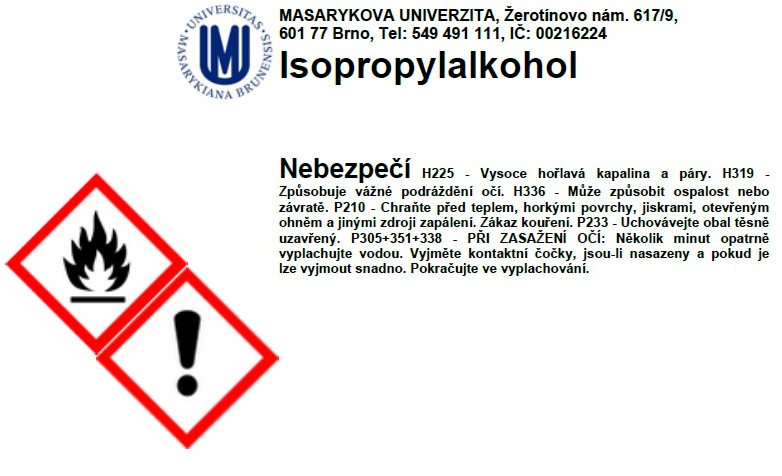 UNIVERSITAS
MASARYKIANA BRUNENSIS
MU
MASARYKOVA UNIVERZITA, Žerotínovo nám. 617/9,
601 77 Brno, Tel: 549 491 111, IČ: 00216224
Isopropylalkohol
Nebezpečí H225 - Vysoce hořlavá kapalina a páry. H319 -
Způsobuje vážné podráždění očí. H336 - Může způsobit ospalost nebo
závratě. P210 - Chraňte před teplem, horkými povrchy, jiskrami, otevřeným
ohněm a jinými zdroji zapálení. Zákaz kouření. P233 - Uchovávejte obal těsně
uzavřený. P305+351+338 - PŘI ZASAŽENÍ OČÍ: Několik minut opatrně
vyplachujte vodou. Vyjměte kontaktní čočky, jsou-li nasazeny a pokud je
lze vyjmout snadno. Pokračujte ve vyplachování.